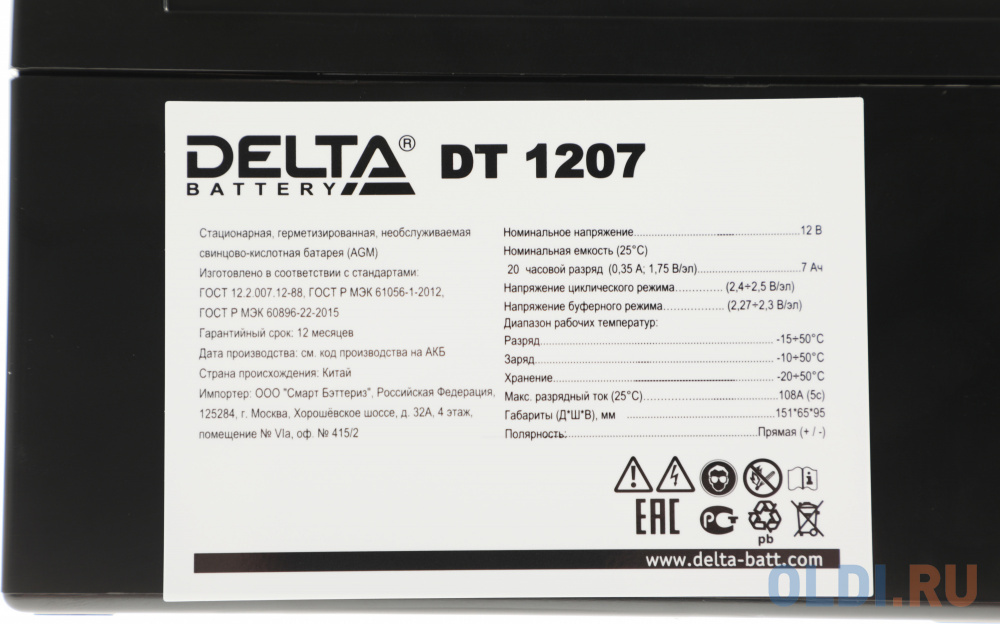 DELTA®
BATTERY
DT 1207
Стационарная, герметизированная, необслуживаемая
свинцово-кислотная батарея (AGM)
Изготовлено в соответствии с стандартами:
ГОСТ 12.2.007.12-88, ГОСТ Р МЭК 61056-1-2012,
ГОСТ Р МЭК 60896-22-2015
Гарантийный срок: 12 месяцев
Дата производства: см. код производства на АКБ
Страна происхождения: Китай
Импортер: ООО "Смарт Бэттериз", Российская Федерация,
125284, г. Москва, Хорошёвское шоссе, д. 32А, 4 этаж,
помещение № VIa, оф. № 415/2
Номинальное напряжение 12 В
Номинальная емкость (25°C)
20 часовой разряд (0,35 А; 1,75 В/эл) 7 Ач
Напряжение циклического режима (2,4÷2,5 В/эл)
Напряжение буферного режима (2,27÷2,3 В/эл)
Диапазон рабочих температур:
Разряд -15÷50°C
Заряд -10÷50°C
Хранение -20÷50°C
Макс. разрядный ток (25°C) 108А (5с)
Габариты (Д*Ш*В), мм 151*65*95
Полярность: Прямая (+ / -)
ЕАС
РСТ
pb
www.delta-batt.com
OLDI.RU